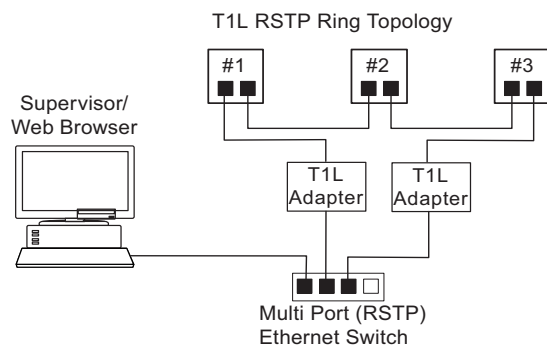 T1L RSTP Ring Topology
#1
#2
#3
Supervisor/
Web Browser
T1L
Adapter
T1L
Adapter
Multi Port (RSTP)
Ethernet Switch